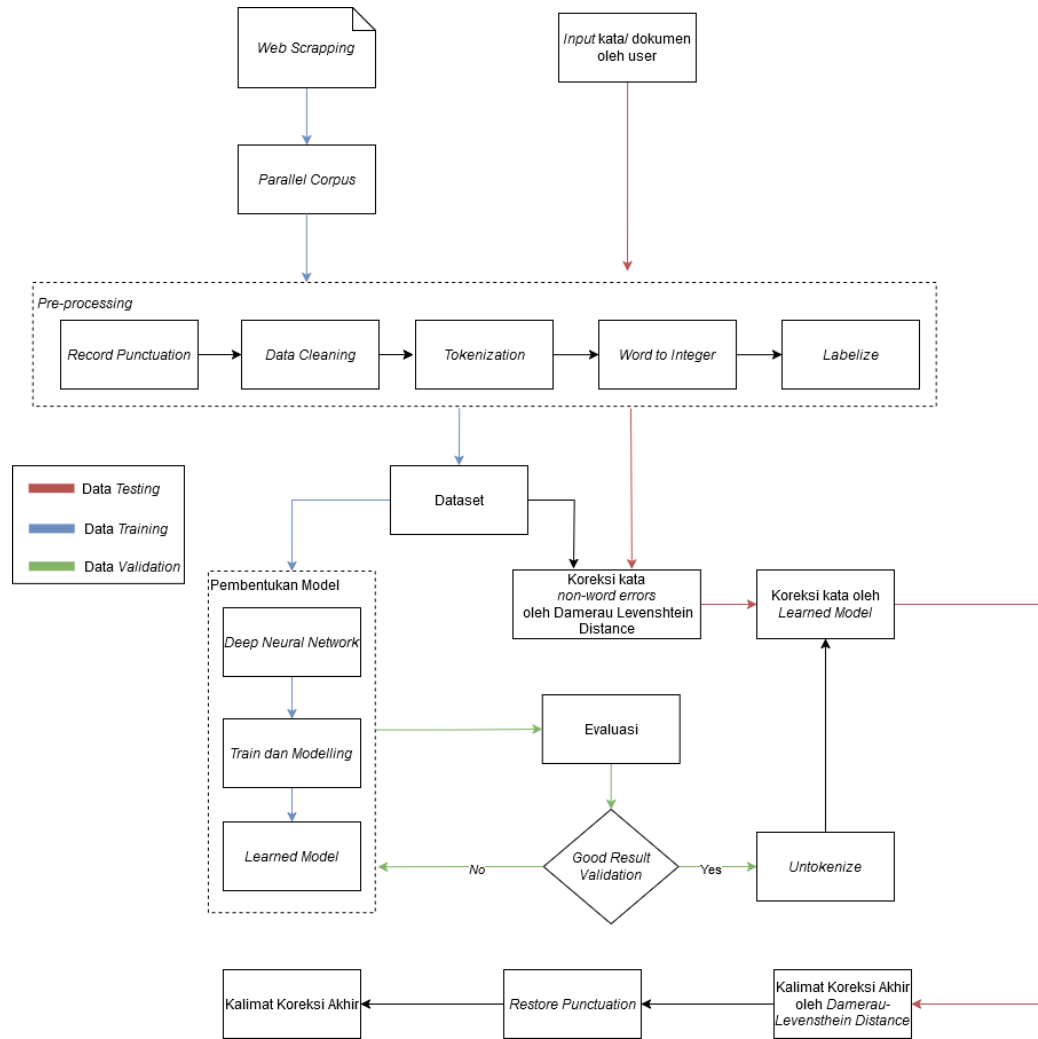 Web Scrapping
Input kata/ dokumen
oleh user
Parallel Corpus
Pre-processing
Record Punctuation
Data Cleaning
Tokenization
Word to Integer
Labelize
Data Testing
Data Training
Data Validation
Dataset
Pembentukan Model
Deep Neural Network
Train dan Modelling
Learned Model
Koreksi kata
non-word errors
oleh Damerau Levenshtein
Distance
Koreksi kata oleh
Learned Model
Evaluasi
Good Result
Validation
No
Yes
Untokenize
Kalimat Koreksi Akhir
Restore Punctuation
Kalimat Koreksi Akhir
oleh Damerau-
Levensthein Distance